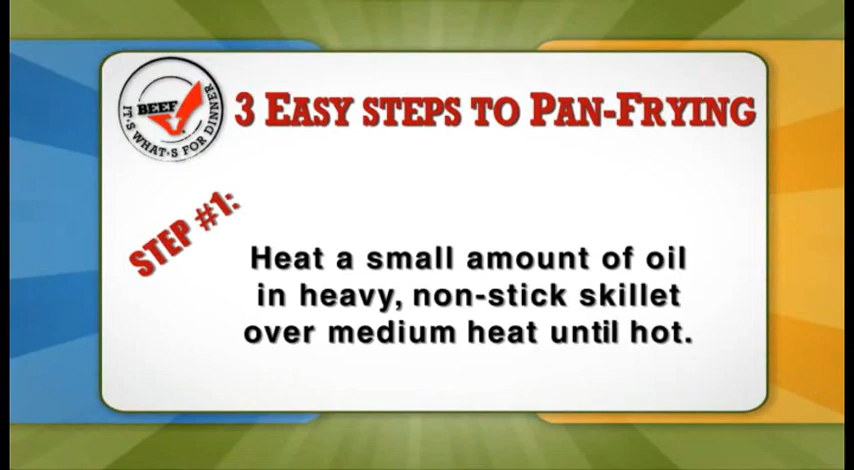 BEEF
IT'S WHAT'S FOR DINNER
3 EASY STEPS TO PAN-FRYING
STEP #1:
Heat a small amount of oil
in heavy, non-stick skillet
over medium heat until hot.